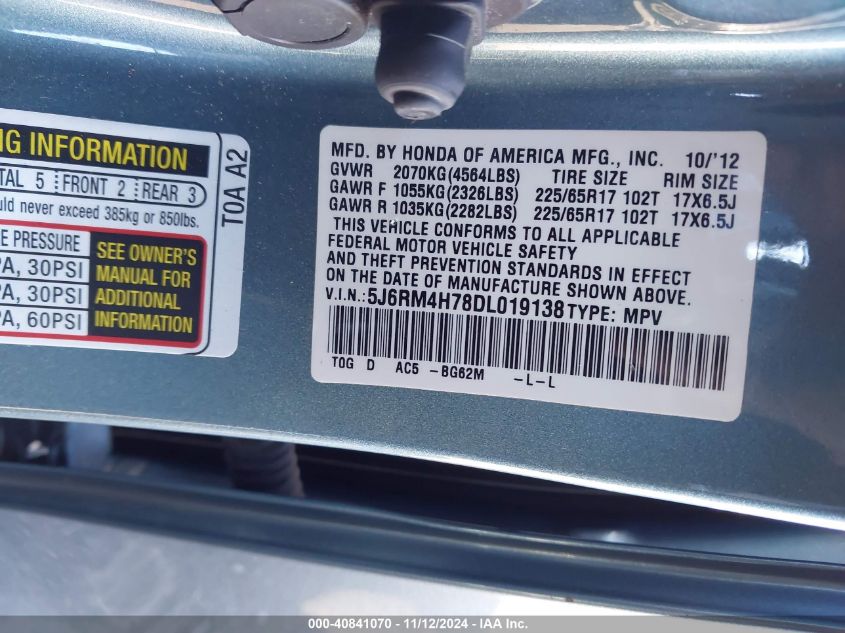 NG INFORMATION
TAL 5 FRONT 2 REAR 3
never exceed 385kg or 850lbs.
PRESSURE
PA, 30PSI
PA, 30PSI
PA, 60PSI
SEE OWNER'S
MANUAL FOR
ADDITIONAL
INFORMATION
T0A A2
MFD. BY HONDA OF AMERICA MFG., INC. 10/'12
GVWR 2070KG(4564LBS) TIRE SIZE RIM SIZE
GAWR F 1055KG(2326LBS) 225/65R17 102T 17X6.5J
GAWR R 1035KG(2282LBS) 225/65R17 102T 17X6.5J
THIS VEHICLE CONFORMS TO ALL APPLICABLE
FEDERAL MOTOR VEHICLE SAFETY
AND THEFT PREVENTION STANDARDS IN EFFECT
ON THE DATE OF MANUFACTURE SHOWN ABOVE.
V.I.N.:5J6RM4H78DL019138 TYPE: MPV
T0G D AC5 -BG62M -L-L
000-40841070 - 11/12/2024 - IAAI Inc.